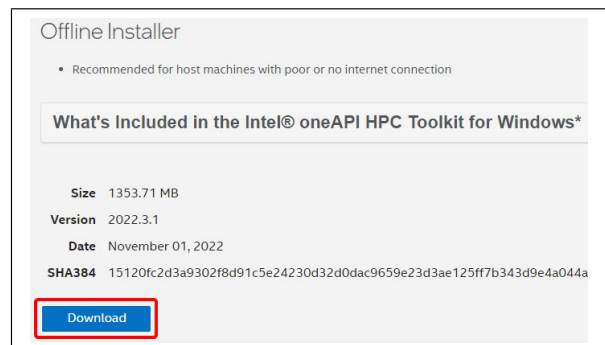 Offline Installer
• Recommended for host machines with poor or no internet connection
What's Included in the Intel® oneAPI HPC Toolkit for Windows*
Size 1353.71 MB
Version 2022.3.1
Date November 01, 2022
SHA384 15120fc2d3a9302f8d91c5e24230d32d0dac9659e23d3ae125ff7b343d9e4a044a
Download